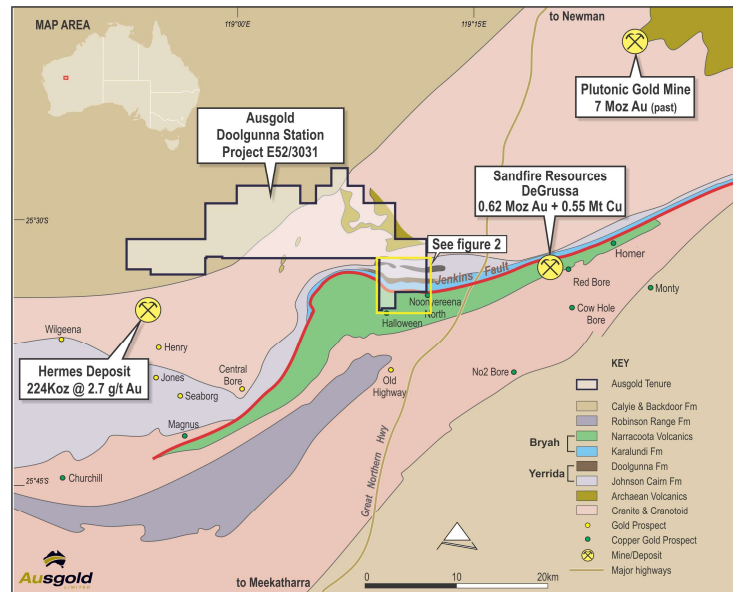 MAP AREA
119°00'E
119°15'E
to Newman
Plutonic Gold Mine
7 Moz Au (past)
Ausgold
Doolgunna Station
Project E52/3031
Sandfire Resources
DeGrussa
0.62 Moz Au + 0.55 Mt Cu
25°30'S
See figure 2
Jenkins Fault
Homer
Red Bore
Monty
Noonyereena
North
Halloween
Cow Hole
Bore
Wilgeena
Henry
Hermes Deposit
224Koz @ 2.7 g/t Au
Jones
Seaborg
Central
Bore
Old
Highway
No2 Bore
Magnus
Churchill
25°45'S
Great Northern Hwy
KEY
Ausgold Tenure
Calyie & Backdoor Fm
Robinson Range Fm
Bryah
Narracoota Volcanics
Karalundi Fm
Yerrida
Doolgunna Fm
Johnson Cairn Fm
Archaean Volcanics
Granite & Granotoid
Gold Prospect
Copper Gold Prospect
Mine/Deposit
Major highways
Ausgold
LIMITED
to Meekatharra
0 10 20km